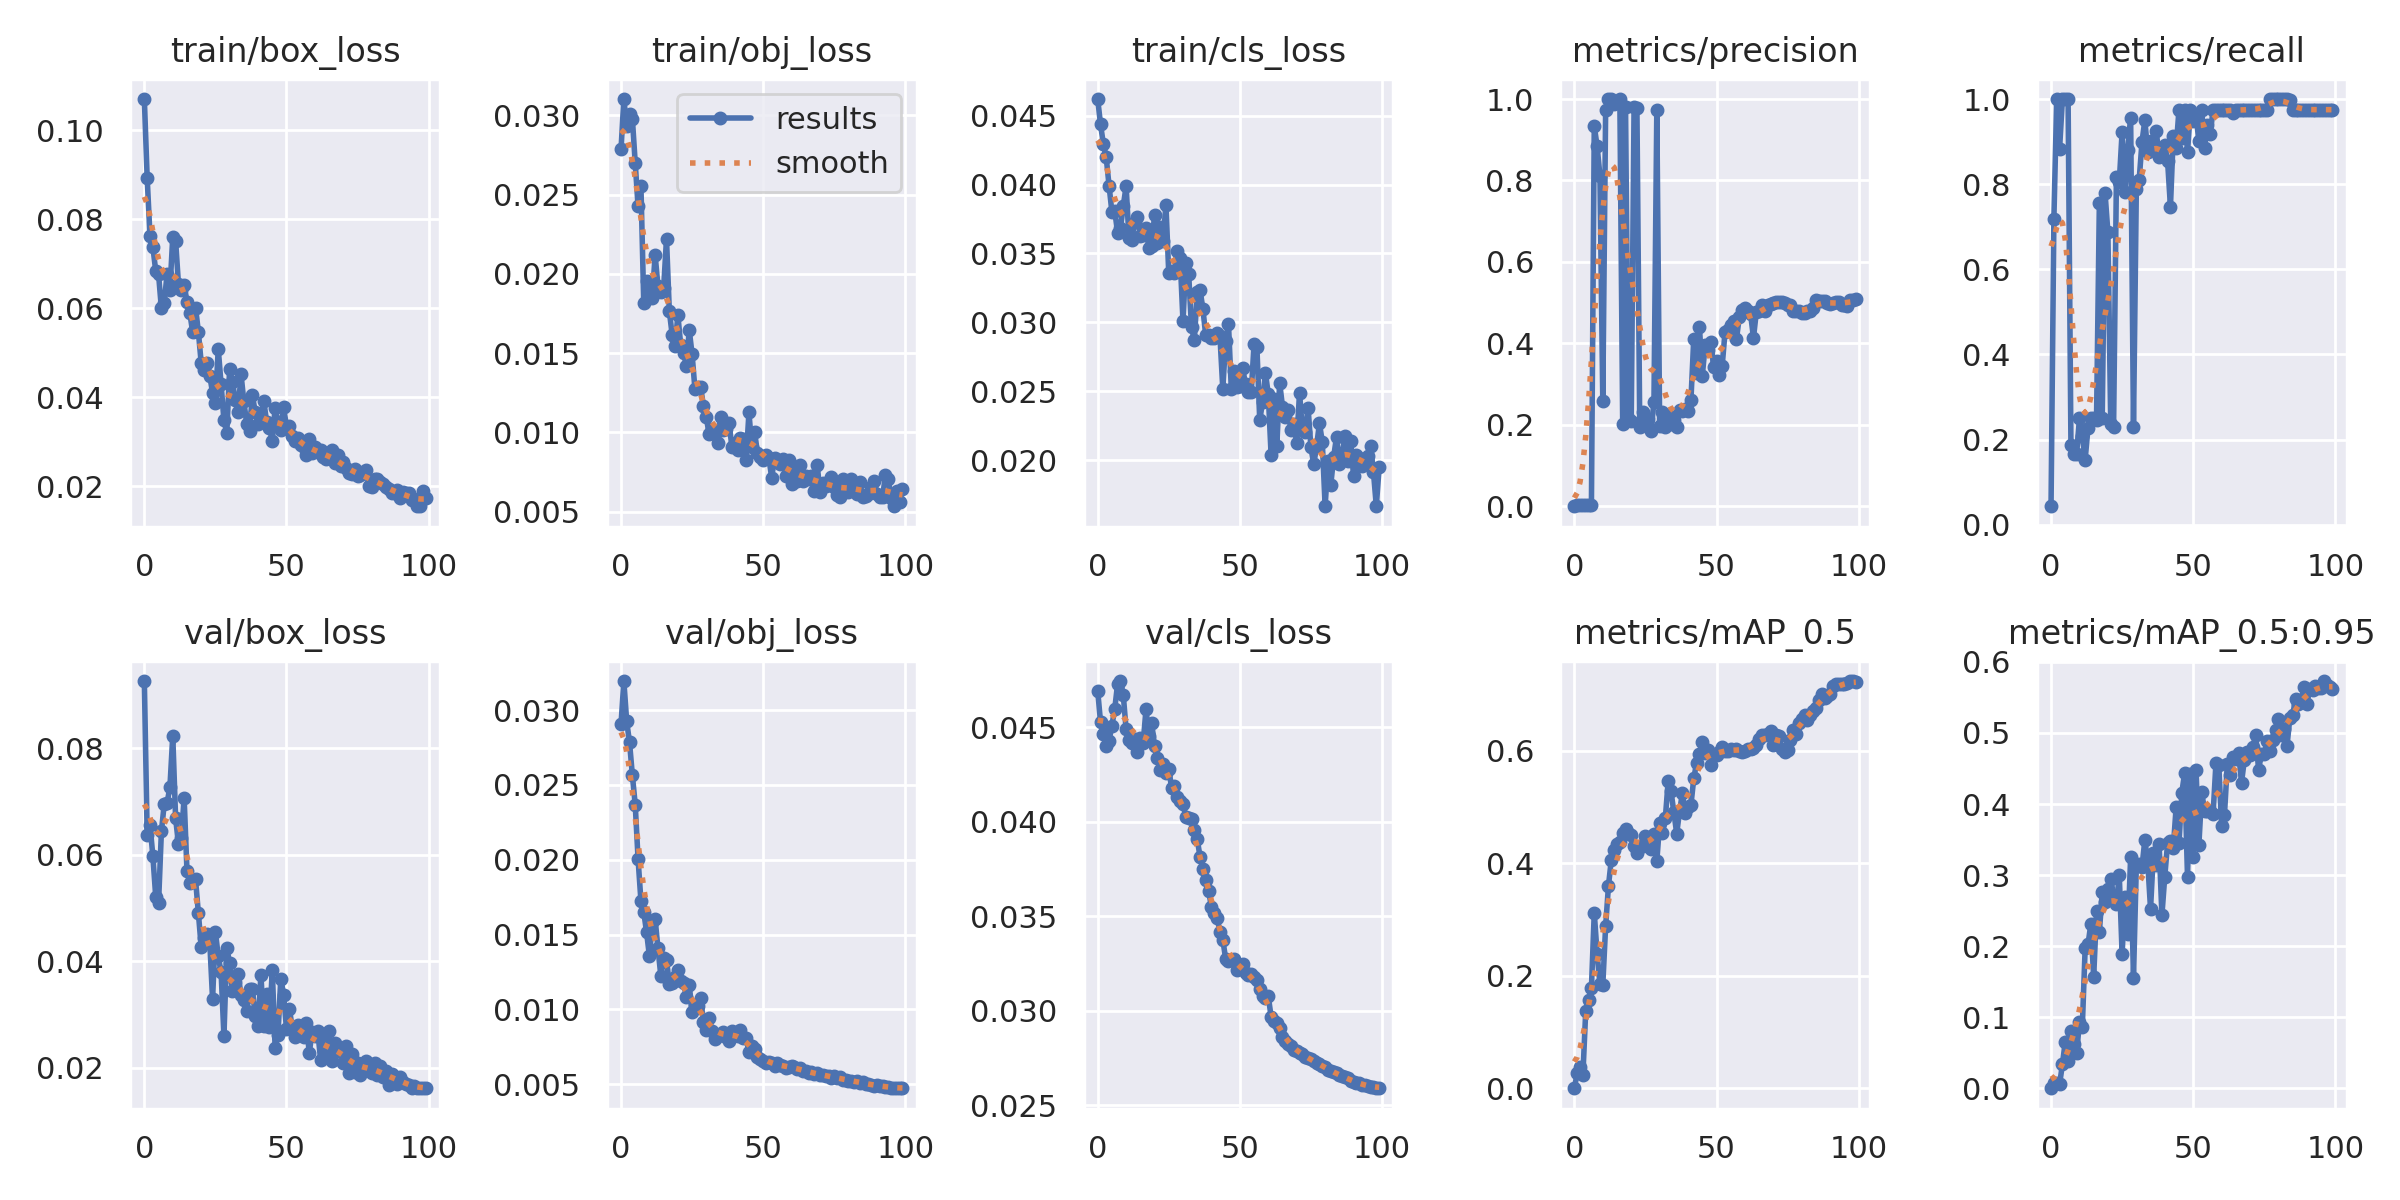 train/box_loss
train/obj_loss
train/cls_loss
metrics/precision
metrics/recall
0.10
0.08
0.06
0.04
0.02
0 50 100
0.030
0.025
0.020
0.015
0.010
0.005
results
smooth
0 50 100
0.045
0.040
0.035
0.030
0.025
0.020
0 50 100
1.0
0.8
0.6
0.4
0.2
0.0
0 50 100
1.0
0.8
0.6
0.4
0.2
0.0
0 50 100
val/box_loss
val/obj_loss
val/cls_loss
metrics/mAP_0.5
metrics/mAP_0.5:0.95
0.08
0.06
0.04
0.02
0 50 100
0.030
0.025
0.020
0.015
0.010
0.005
0 50 100
0.045
0.040
0.035
0.030
0.025
0 50 100
0.6
0.4
0.2
0.0
0 50 100
0.6
0.5
0.4
0.3
0.2
0.1
0.0
0 50 100